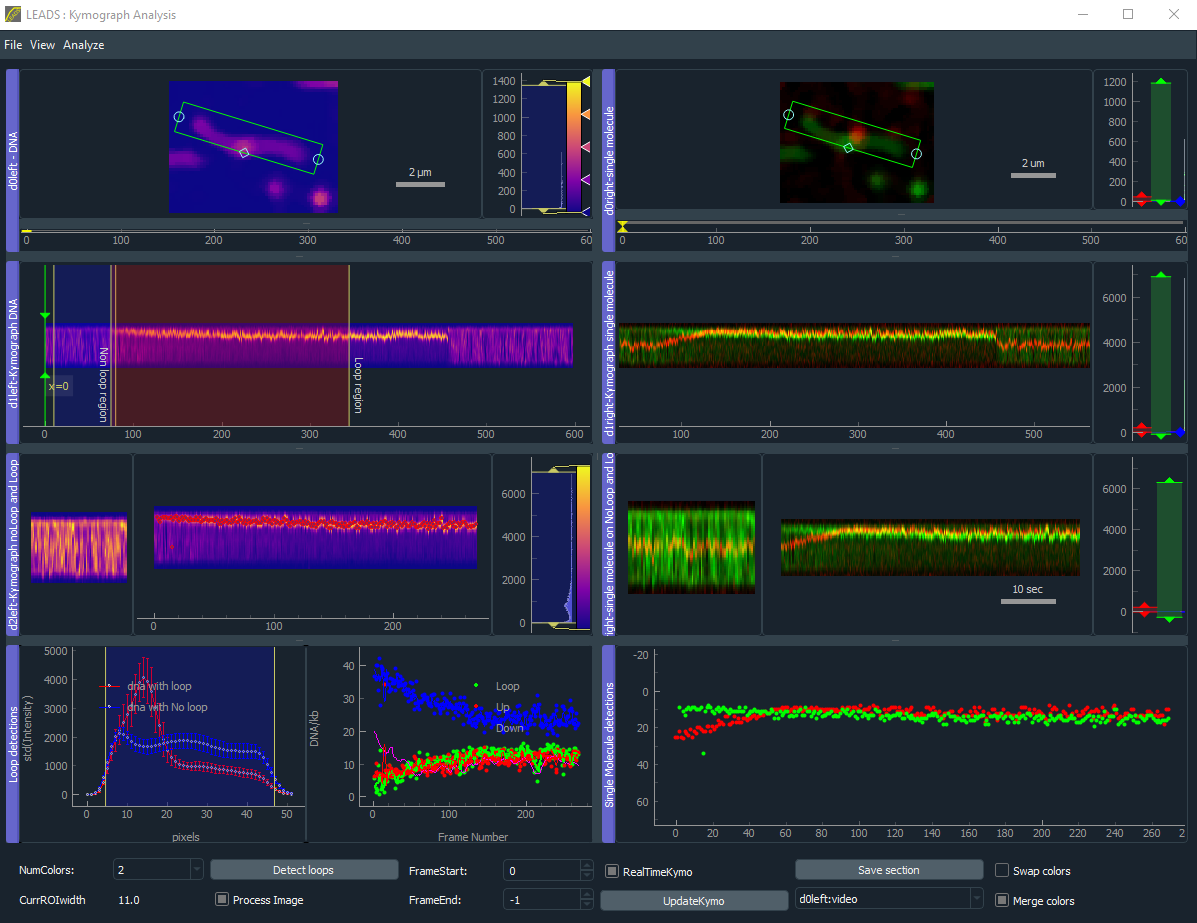 LEADS : Kymograph Analysis
File View Analyze
d0left - DNA
2 µm
1400
1200
1000
800
600
400
200
0
0 100 200 300 400 500 60
d0right-single molecule
2 um
1200
1000
800
600
400
200
0
0 100 200 300 400 500 60
d1left-Kymograph DNA
x=0
Non loop region
Loop region
0 100 200 300 400 500 600
d1right-Kymograph single molecule
100 200 300 400 500
6000
4000
2000
0
d2left-Kymograph noLoop and Loop
0 100 200
6000
4000
2000
0
right-single molecule on NoLoop and Lo
10 sec
6000
4000
2000
0
Loop detections
std(Intensity)
5000
4000
3000
2000
1000
0
dna with loop
dna with No loop
0 10 20 30 40 50
pixels
DNA/kb
40
30
20
10
0
Loop
Up
Down
0 100 200
Frame Number
Single Molecule detections
-20
0
20
40
60
0 20 40 60 80 100 120 140 160 180 200 220 240 260 2
NumColors: 2 Detect loops FrameStart: 0 RealTimeKymo Save section Swap colors
CurrROIwidth 11.0 Process Image FrameEnd: -1 UpdateKymo d0left:video Merge colors